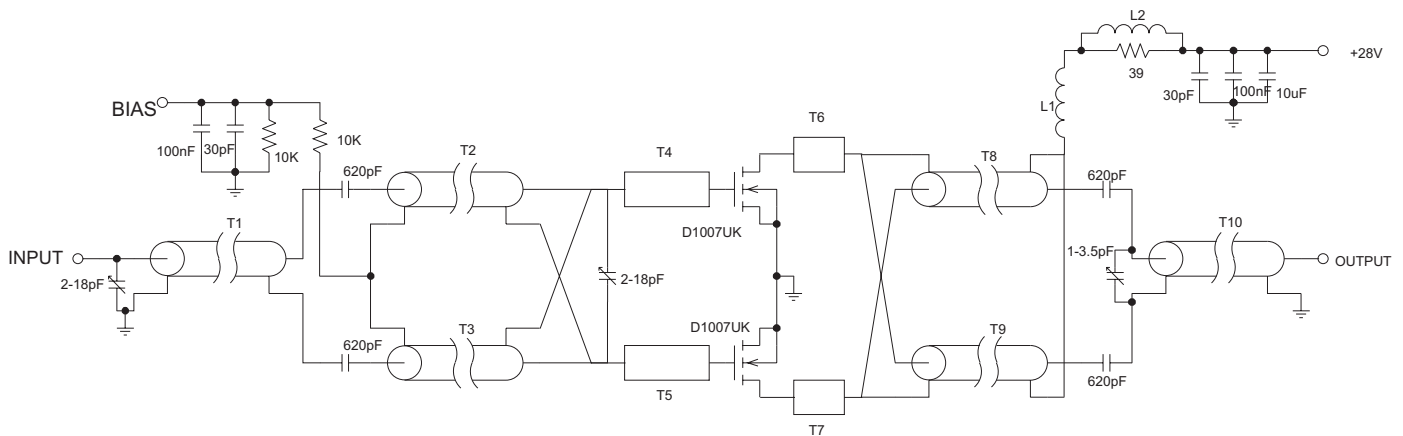 L2
+28V
39
30pF
100nF
10uF
L1
BIAS
100nF
30pF
10K
10K
T6
T2
T4
T8
620pF
620pF
D1007UK
T1
T10
INPUT
2-18pF
2-18pF
1-3.5pF
OUTPUT
D1007UK
T3
T9
620pF
620pF
T5
T7